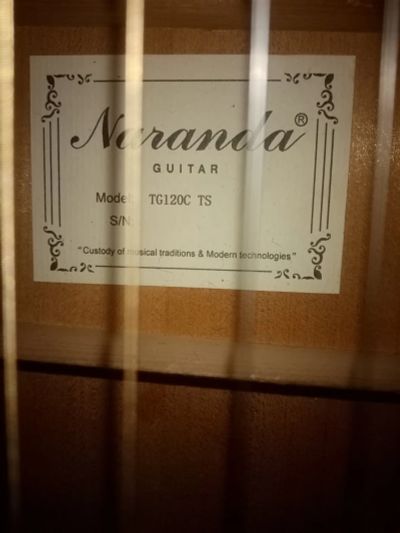 Naranda®
GUITAR
Model: TG120C TS
S/N:
"Custody of musical traditions & Modern technologies"